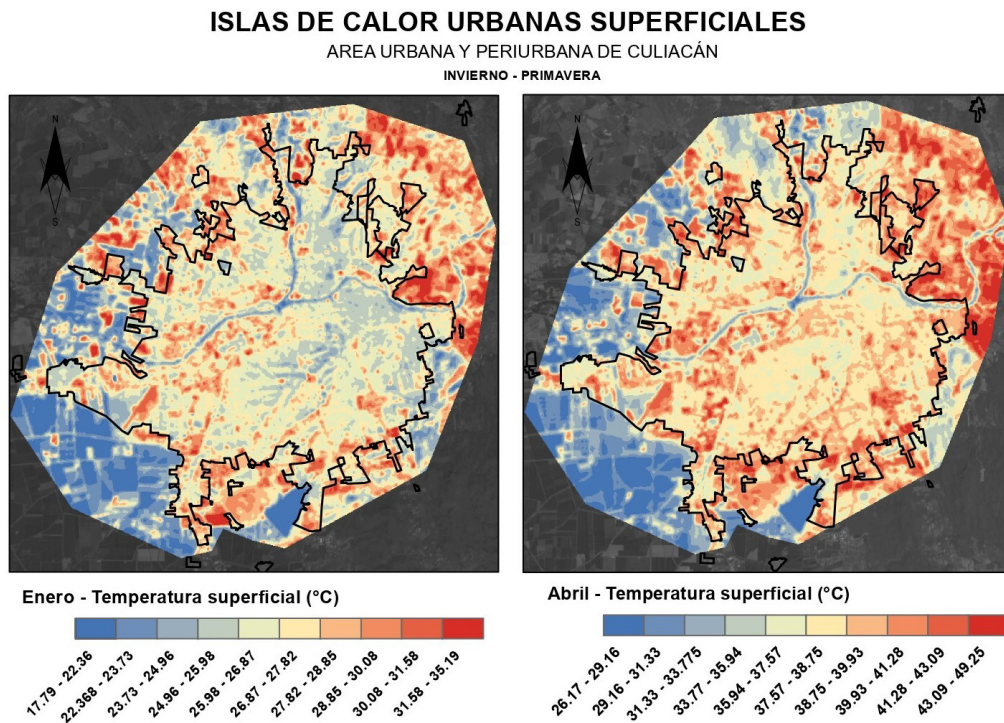 ISLAS DE CALOR URBANAS SUPERFICIALES
AREA URBANA Y PERIURBANA DE CULIACÁN
INVIERNO - PRIMAVERA
N
S
N
S
Enero - Temperatura superficial (°C)
17.79 - 22.36
22.368 - 23.73
23.73 - 24.96
24.96 - 25.98
25.98 - 26.87
26.87 - 27.82
27.82 - 28.85
28.85 - 30.08
30.08 - 31.58
31.58 - 35.19
Abril - Temperatura superficial (°C)
26.17 - 29.16
29.16 - 31.33
31.33 - 33.775
33.77 - 35.94
35.94 - 37.57
37.57 - 38.75
38.75 - 39.93
39.93 - 41.28
41.28 - 43.09
43.09 - 49.25